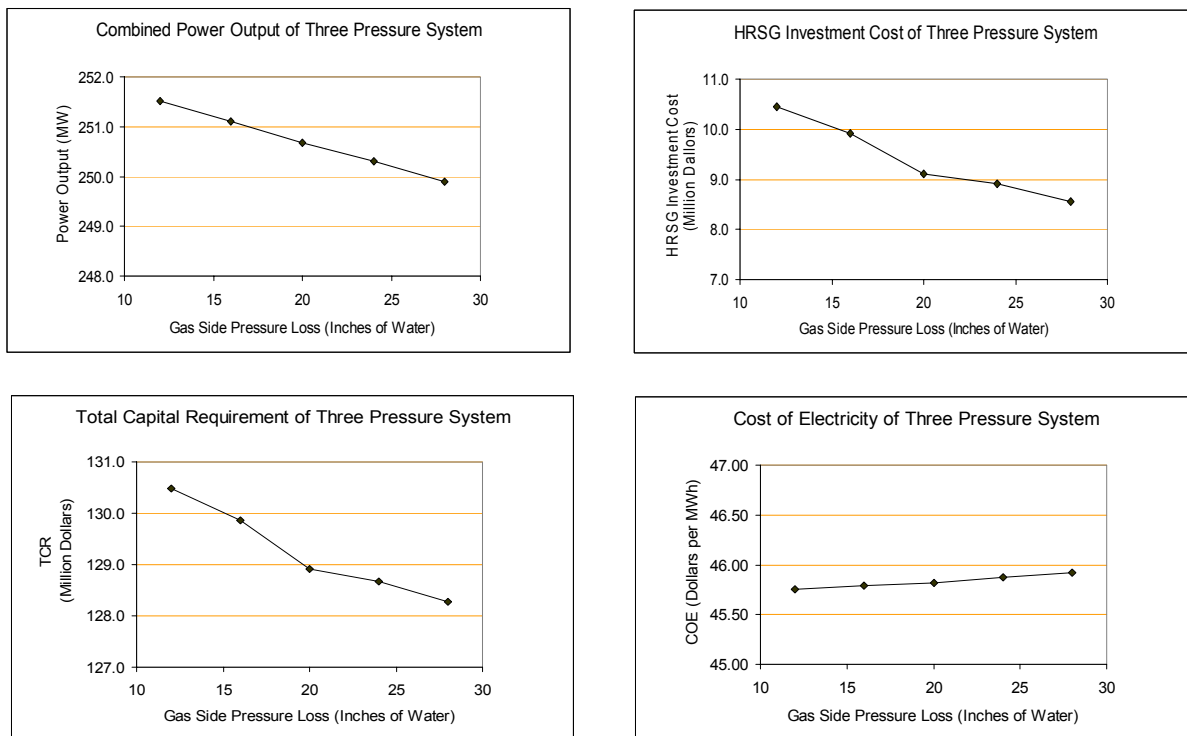 Combined Power Output of Three Pressure System
252.0
251.0
250.0
249.0
248.0
Power Output (MW)
10 15 20 25 30
Gas Side Pressure Loss (Inches of Water)
HRSG Investment Cost of Three Pressure System
11.0
10.0
9.0
8.0
7.0
HRSG Investment Cost
(Million Dallors)
10 15 20 25 30
Gas Side Pressure Loss (Inches of Water)
Total Capital Requirement of Three Pressure System
131.0
130.0
129.0
128.0
127.0
TCR
(Million Dollars)
10 15 20 25 30
Gas Side Pressure Loss (Inches of Water)
Cost of Electricity of Three Pressure System
47.00
46.50
46.00
45.50
45.00
COE (Dollars per MWh)
10 15 20 25 30
Gas Side Pressure Loss (Inches of Water)